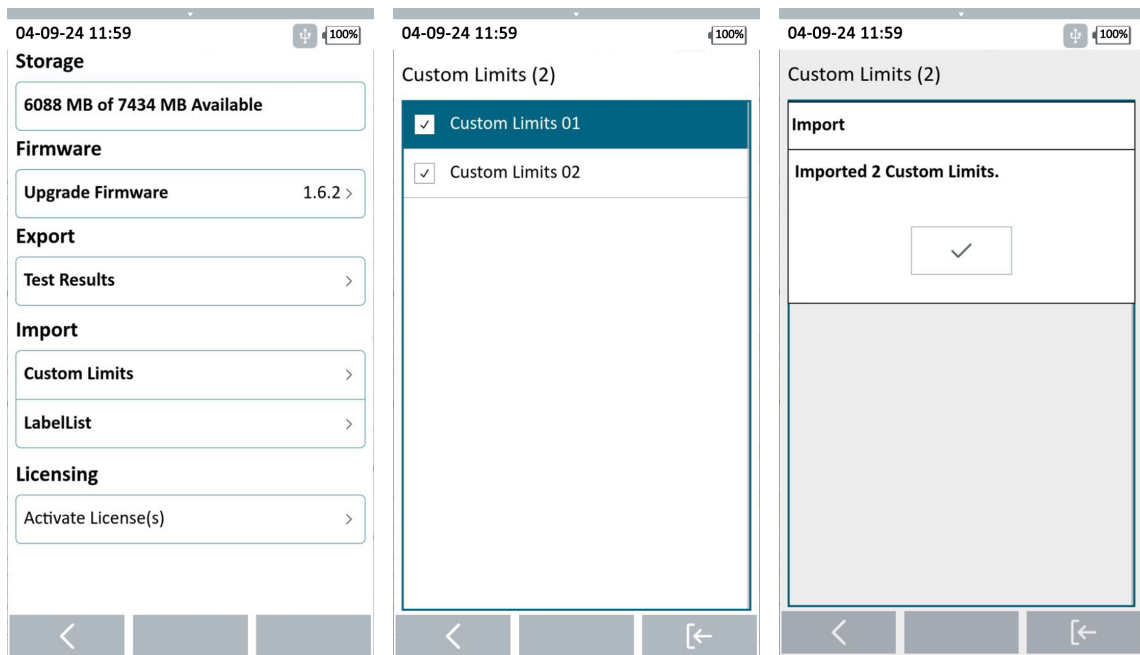 04-09-24 11:59
100%
Storage
6088 MB of 7434 MB Available
Firmware
Upgrade Firmware 1.6.2 >
Export
Test Results >
Import
Custom Limits >
LabelList >
Licensing
Activate License(s) >
04-09-24 11:59
100%
Custom Limits (2)
Custom Limits 01
Custom Limits 02
04-09-24 11:59
100%
Custom Limits (2)
Import
Imported 2 Custom Limits.